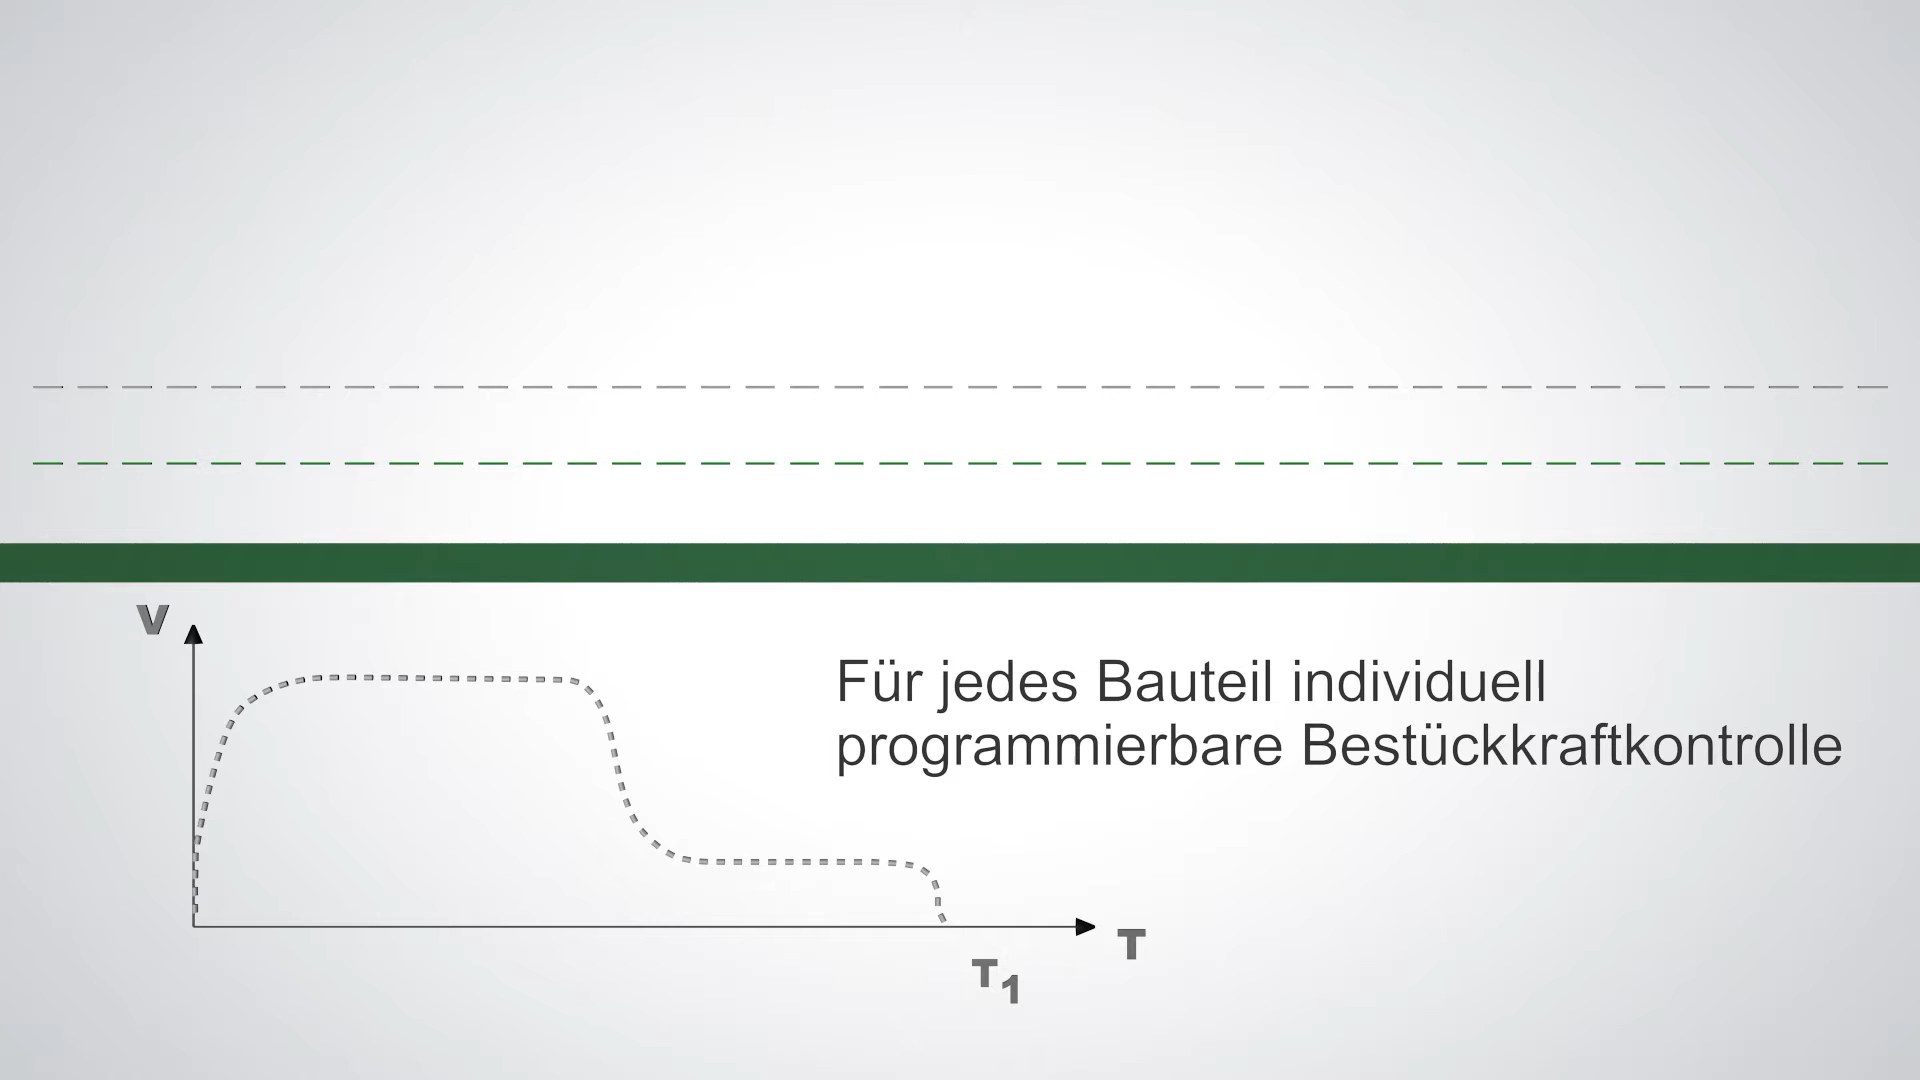 V
Für jedes Bauteil individuell
programmierbare Bestückkraftkontrolle
T
T1